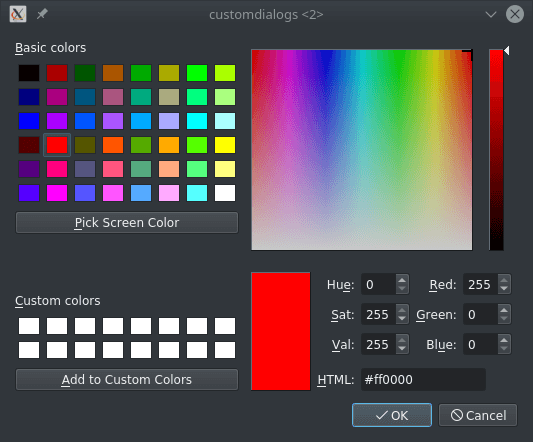 customdialogs <2>
Basic colors
Pick Screen Color
Custom colors
Add to Custom Colors
Hue: 0 Red: 255
Sat: 255 Green: 0
Val: 255 Blue: 0
HTML: #ff0000
OK Cancel